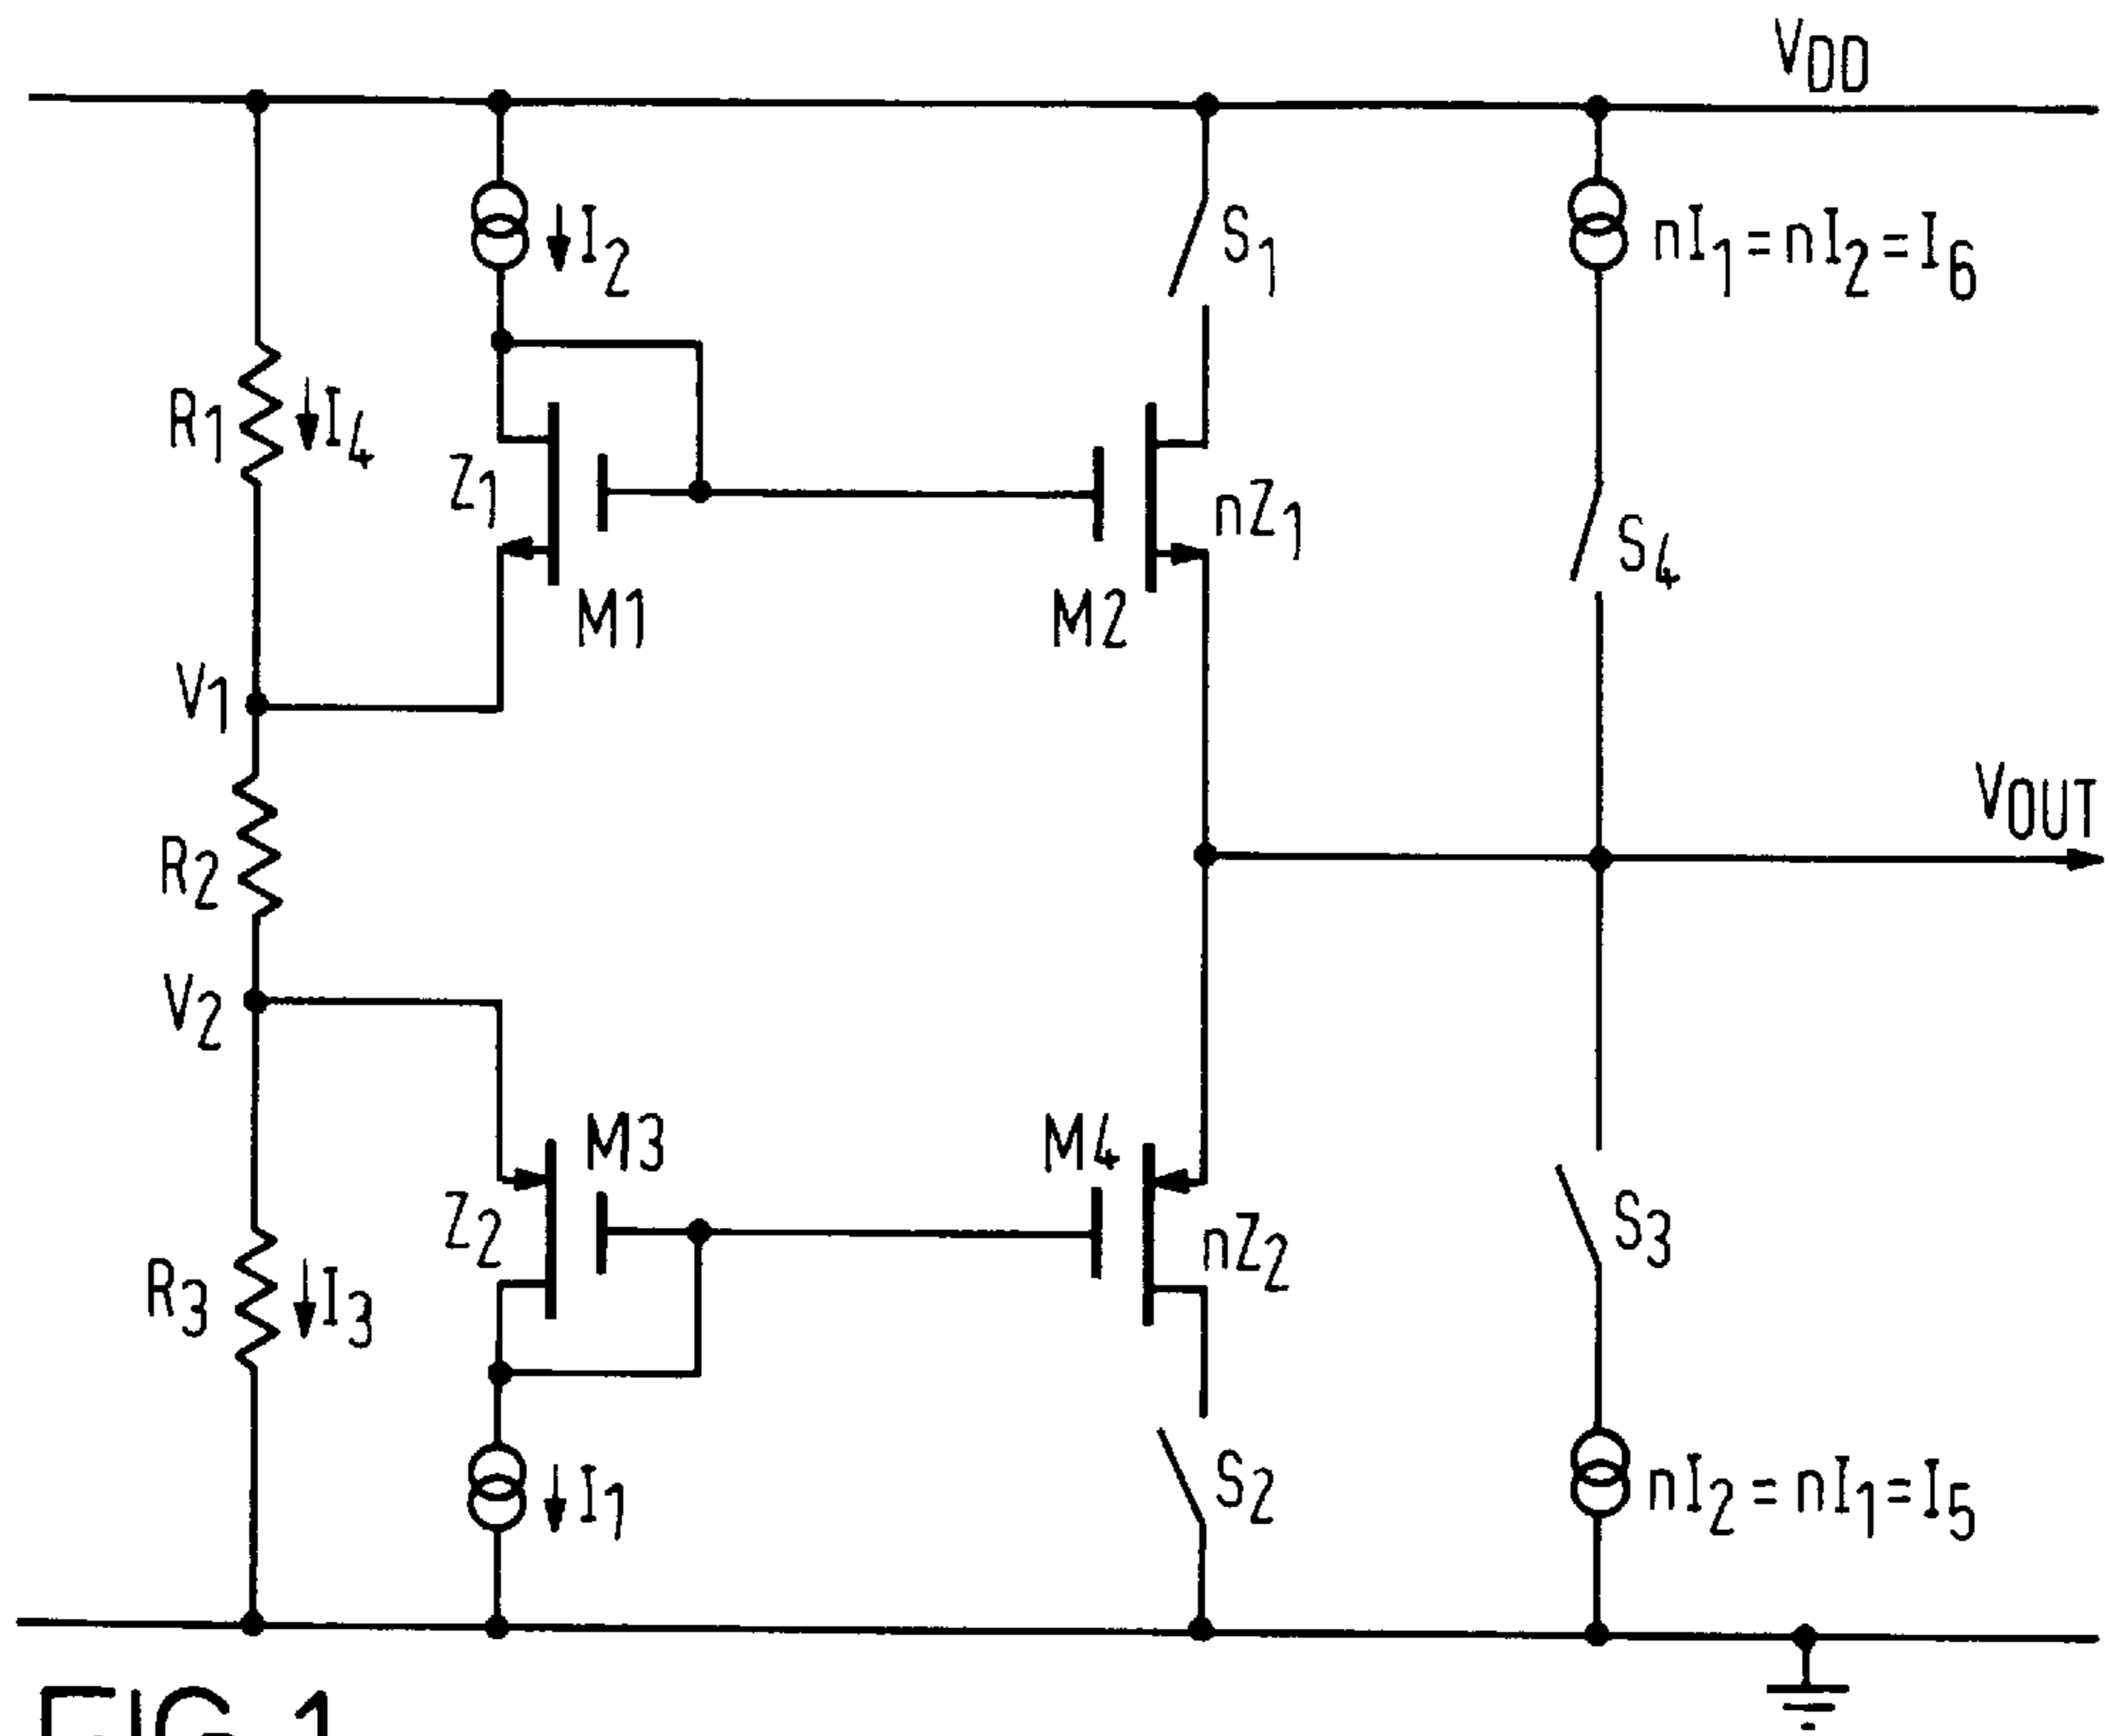 VDD
I2
S1
nI1=nI2=I6
R1
I4
Z1
nZ1
S4
M1
M2
V1
VOUT
R2
V2
M3
M4
Z2
nZ2
S3
R3
I3
I1
S2
nI2=nI1=I5
FIG.1